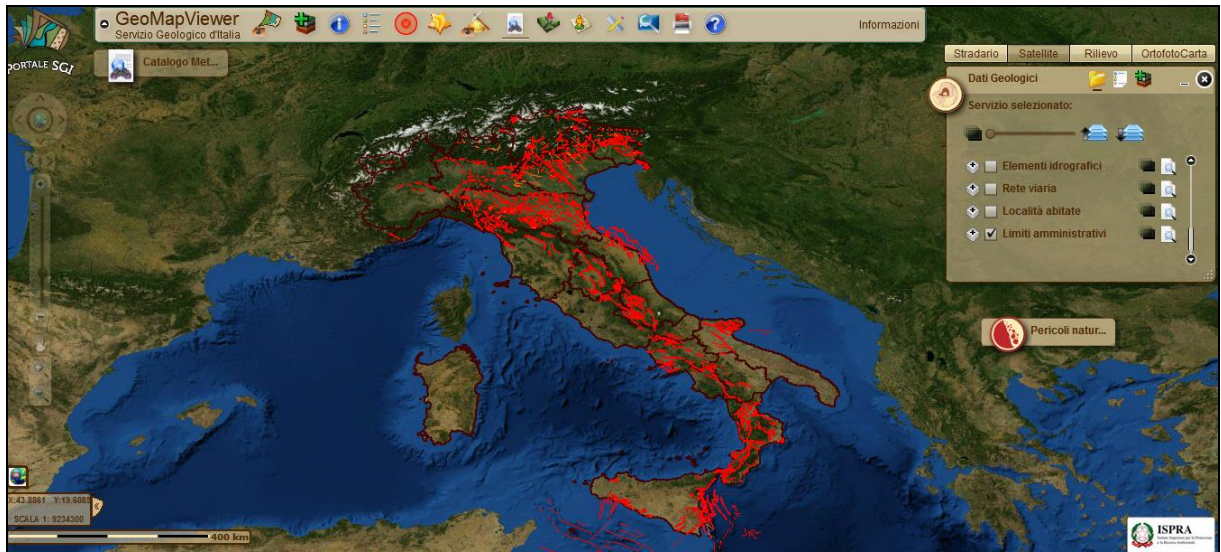 GeoMapViewer
Servizio Geologico d'Italia
Informazioni
PORTALE SGI
Catalogo Met...
Stradario Satellite Rilievo OrtofotoCarta
Dati Geologici
Servizio selezionato:
Elementi idrografici
Rete viaria
Località abitate
Limiti amministrativi
Pericoli natur...
X:43.8861 Y:19.6083
SCALA 1: 9234300
400 km
ISPRA